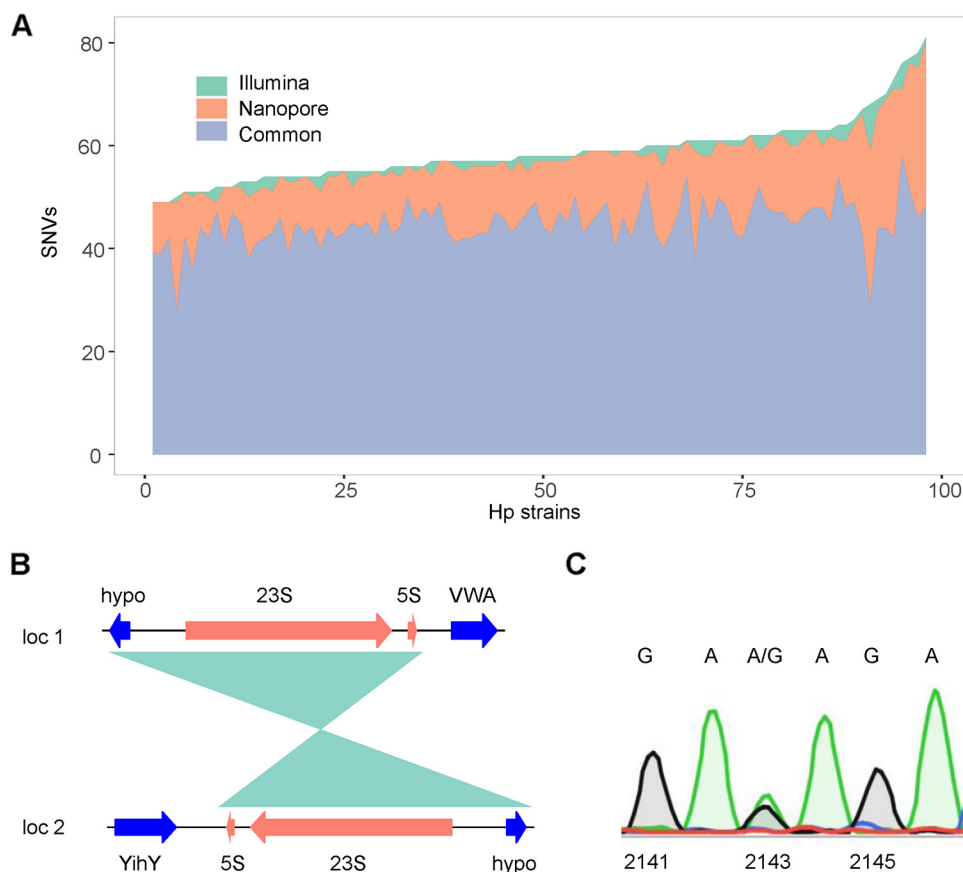 A
80
60
40
20
0
SNVs
Illumina
Nanopore
Common
0 25 50 75 100
Hp strains
B
hypo 23S 5S VWA
loc 1
loc 2
YihY 5S 23S hypo
C
G A A/G A G A
2141 2143 2145